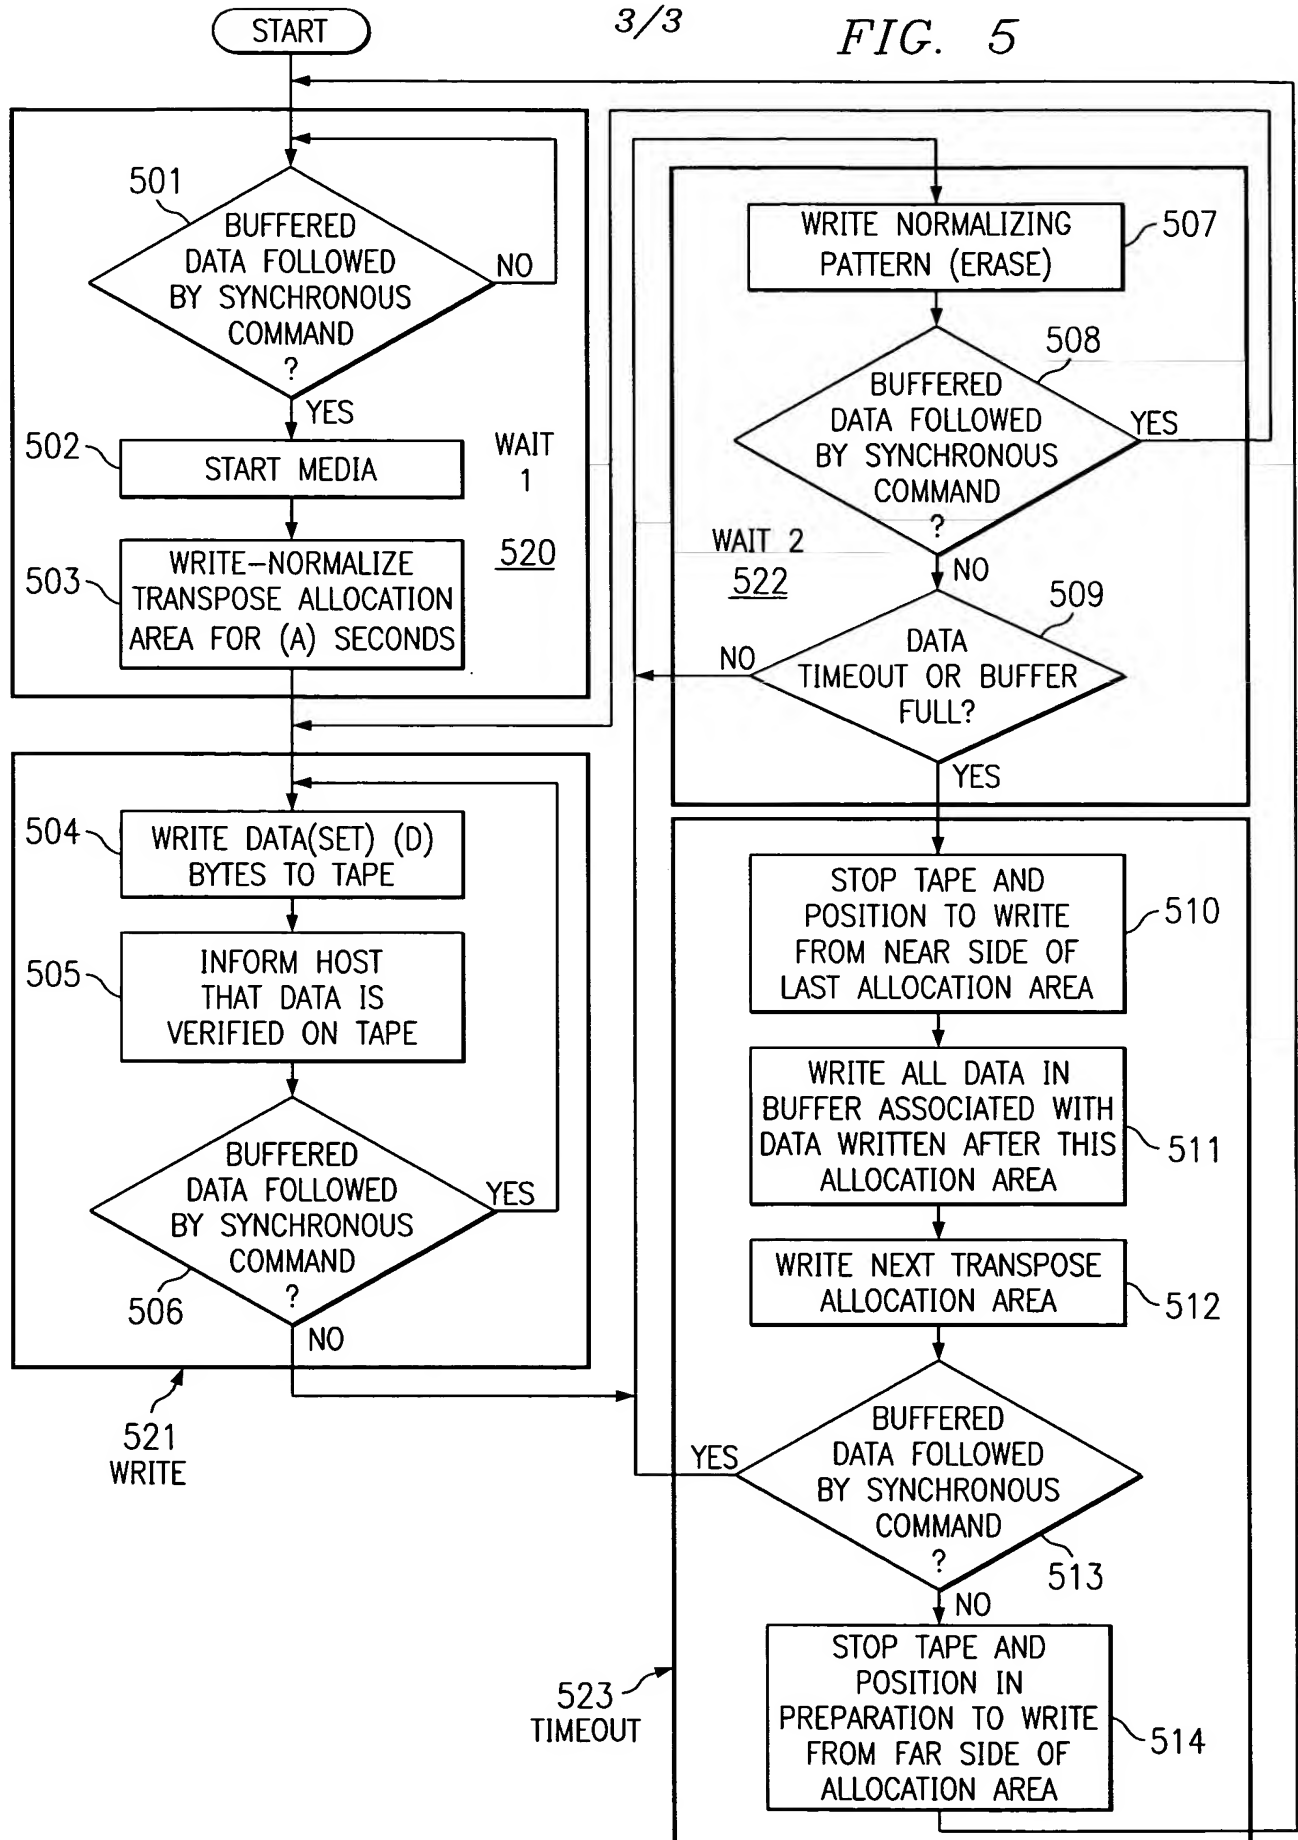 3/3
FIG. 5
START
501
BUFFERED
DATA FOLLOWED
BY SYNCHRONOUS
COMMAND
?
NO
YES
502
START MEDIA
WAIT
1
520
503
WRITE-NORMALIZE
TRANSPOSE ALLOCATION
AREA FOR (A) SECONDS
504
WRITE DATA(SET) (D)
BYTES TO TAPE
505
INFORM HOST
THAT DATA IS
VERIFIED ON TAPE
BUFFERED
DATA FOLLOWED
BY SYNCHRONOUS
COMMAND
?
YES
506
NO
521
WRITE
WRITE NORMALIZING
PATTERN (ERASE)
507
508
BUFFERED
DATA FOLLOWED
BY SYNCHRONOUS
COMMAND
?
YES
WAIT 2
522
NO
509
DATA
TIMEOUT OR BUFFER
FULL?
NO
YES
STOP TAPE AND
POSITION TO WRITE
FROM NEAR SIDE OF
LAST ALLOCATION AREA
510
WRITE ALL DATA IN
BUFFER ASSOCIATED WITH
DATA WRITTEN AFTER THIS
ALLOCATION AREA
511
WRITE NEXT TRANSPOSE
ALLOCATION AREA
512
BUFFERED
DATA FOLLOWED
BY SYNCHRONOUS
COMMAND
?
YES
513
NO
STOP TAPE AND
POSITION IN
PREPARATION TO WRITE
FROM FAR SIDE OF
ALLOCATION AREA
514
523
TIMEOUT